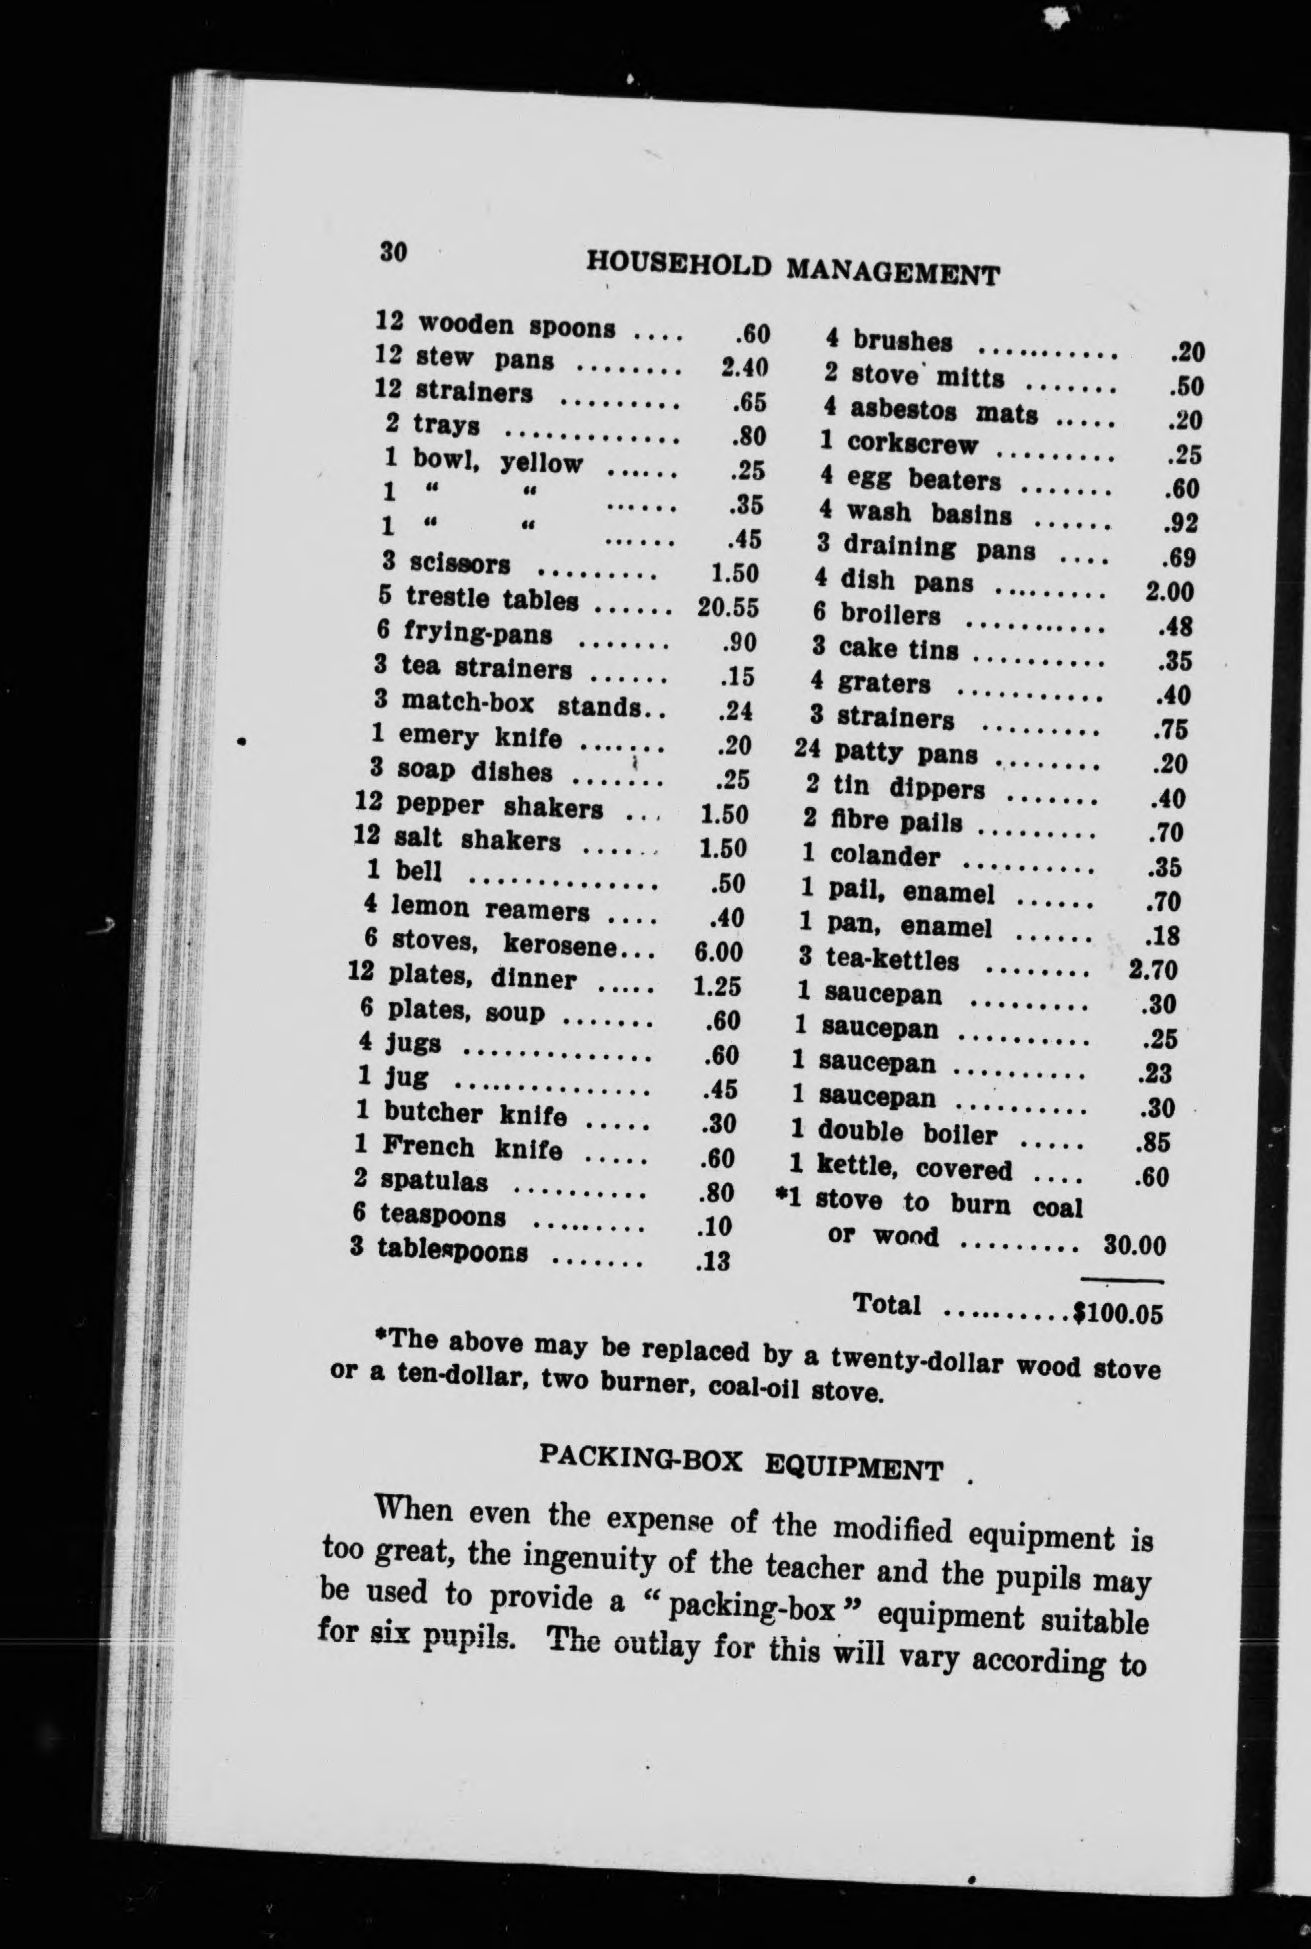 30 HOUSEHOLD MANAGEMENT
12 wooden spoons .... .60
12 stew pans ........ 2.40
12 strainers ......... .65
2 trays ............. .80
1 bowl, yellow ...... .25
1 “ “ ...... .35
1 “ “ ...... .45
3 scissors ......... 1.50
5 trestle tables ...... 20.55
6 frying-pans ....... .90
3 tea strainers ...... .15
3 match-box stands.. .24
1 emery knife ....... .20
3 soap dishes ....... .25
12 pepper shakers ... 1.50
12 salt shakers ...... 1.50
1 bell .............. .50
4 lemon reamers .... .40
6 stoves, kerosene... 6.00
12 plates, dinner ..... 1.25
6 plates, soup ....... .60
4 jugs .............. .60
1 jug ............... .45
1 butcher knife ..... .30
1 French knife ..... .60
2 spatulas .......... .80
6 teaspoons ......... .10
3 tablespoons ....... .13
4 brushes ........... .20
2 stove mitts ....... .50
4 asbestos mats ..... .20
1 corkscrew ......... .25
4 egg beaters ....... .60
4 wash basins ...... .92
3 draining pans .... .69
4 dish pans ......... 2.00
6 broilers ........... .48
3 cake tins .......... .35
4 graters ........... .40
3 strainers ......... .75
24 patty pans ........ .20
2 tin dippers ....... .40
2 fibre pails ......... .70
1 colander .......... .35
1 pail, enamel ...... .70
1 pan, enamel ...... .18
3 tea-kettles ........ 2.70
1 saucepan ......... .30
1 saucepan .......... .25
1 saucepan .......... .23
1 saucepan .......... .30
1 double boiler ..... .85
1 kettle, covered .... .60
*1 stove to burn coal
or wood ......... 30.00
Total ..........$100.05
*The above may be replaced by a twenty-dollar wood stove
or a ten-dollar, two burner, coal-oil stove.
PACKING-BOX EQUIPMENT
When even the expense of the modified equipment is
too great, the ingenuity of the teacher and the pupils may
be used to provide a “packing-box” equipment suitable
for six pupils. The outlay for this will vary according to